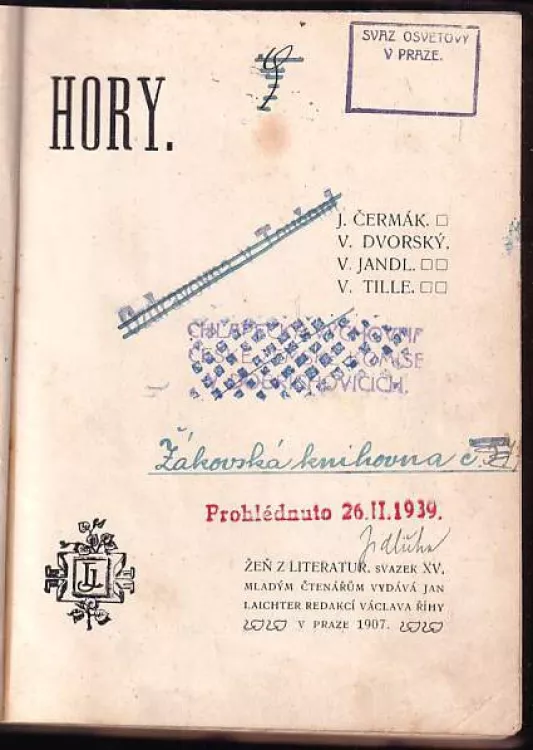 SVAZ OSVĚTOVÝ
V PRAZE.
HORY.
J. ČERMÁK.
V. DVORSKÝ.
V. JANDL.
V. TILLE.
V
Žákovská knihovna č.
Prohlédnuto 26.II.1939.
ŽEŇ Z LITERATUR. SVAZEK XV.
MLADÝM ČTENÁŘŮM VYDÁVÁ JAN
LAICHTER REDAKCÍ VÁCLAVA ŘÍHY
V PRAZE 1907.